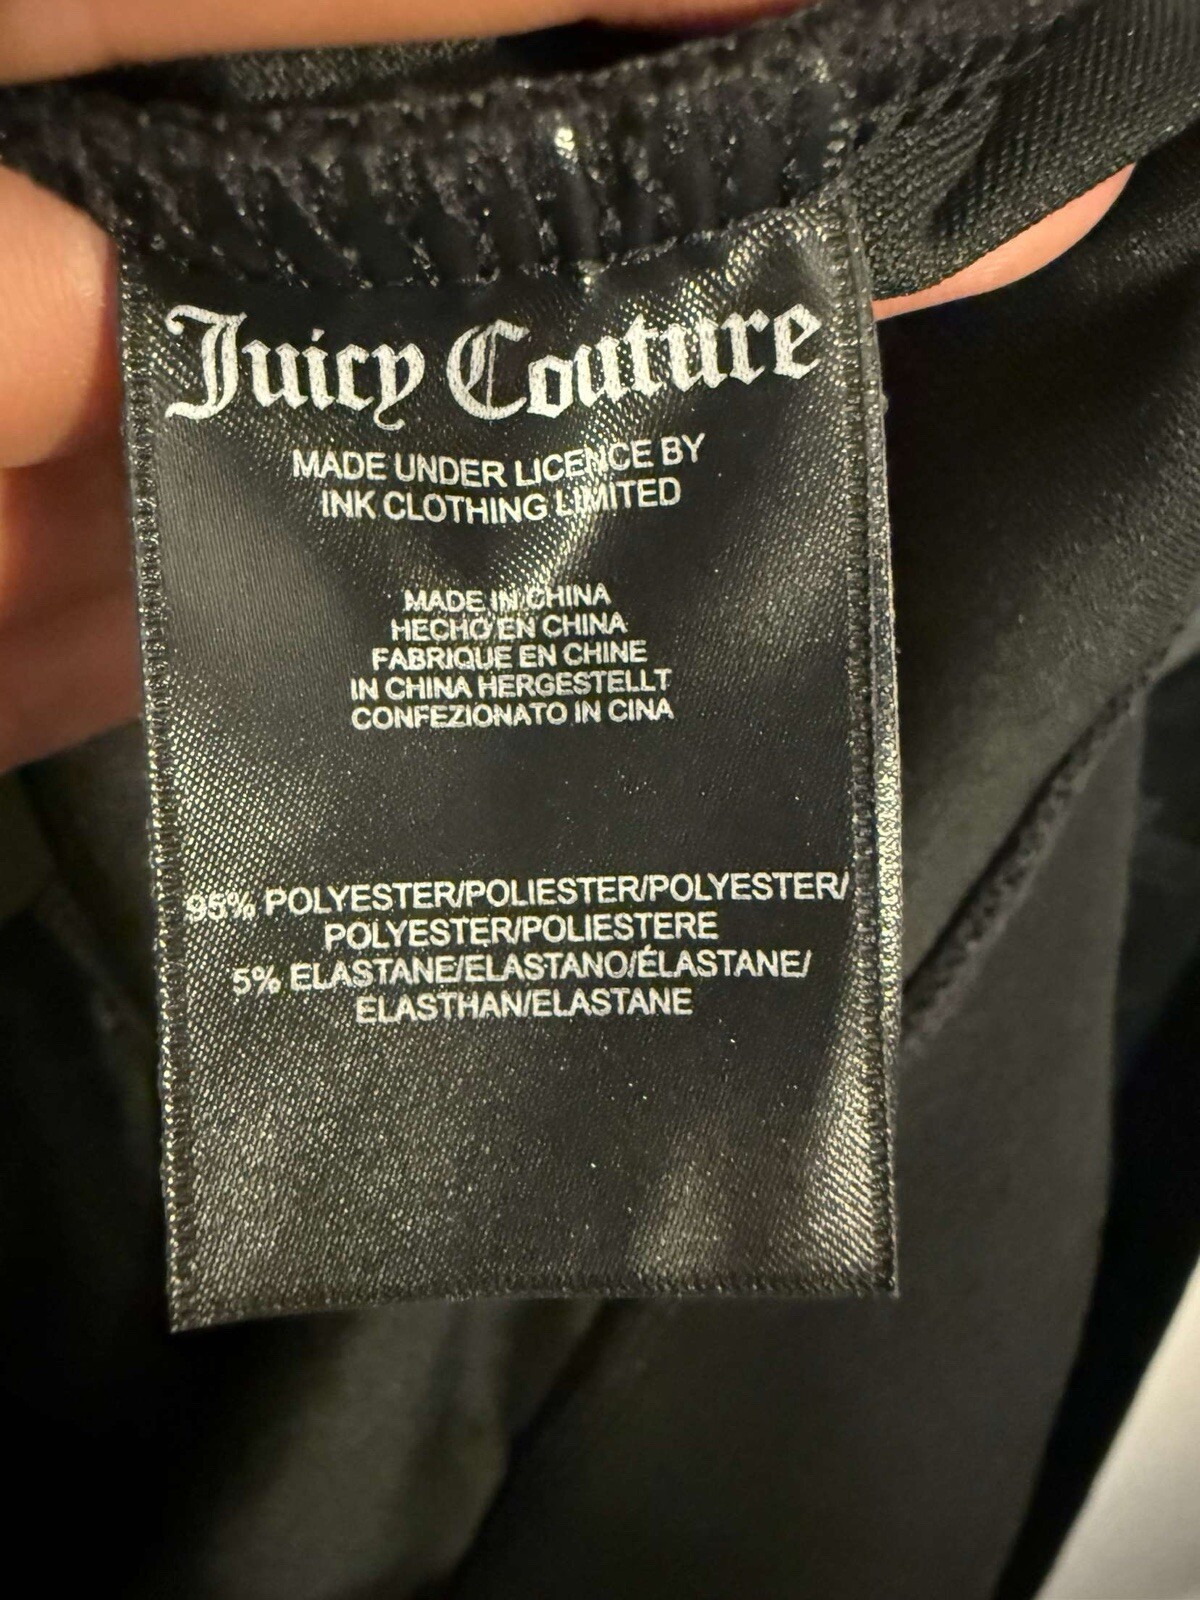 Juicy Couture
MADE UNDER LICENCE BY
INK CLOTHING LIMITED
MADE IN CHINA
HECHO EN CHINA
FABRIQUE EN CHINE
IN CHINA HERGESTELLT
CONFEZIONATO IN CINA
95% POLYESTER/POLIESTER/POLYESTER/
POLYESTER/POLIESTERE
5% ELASTANE/ELASTANO/ÉLASTANE/
ELASTHAN/ELASTANE